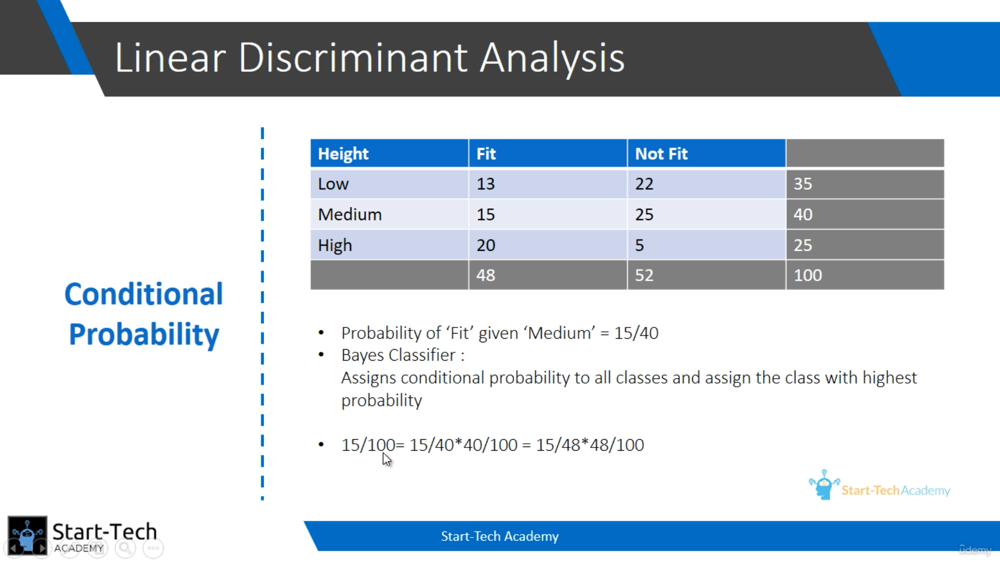 Linear Discriminant Analysis
Conditional
Probability
Height Fit Not Fit
Low 13 22 35
Medium 15 25 40
High 20 5 25
48 52 100
• Probability of ‘Fit’ given ‘Medium’ = 15/40
• Bayes Classifier :
Assigns conditional probability to all classes and assign the class with highest
probability
• 15/100= 15/40*40/100 = 15/48*48/100
Start-Tech Academy
Start-Tech
ACADEMY
Start-Tech Academy
ûdemy